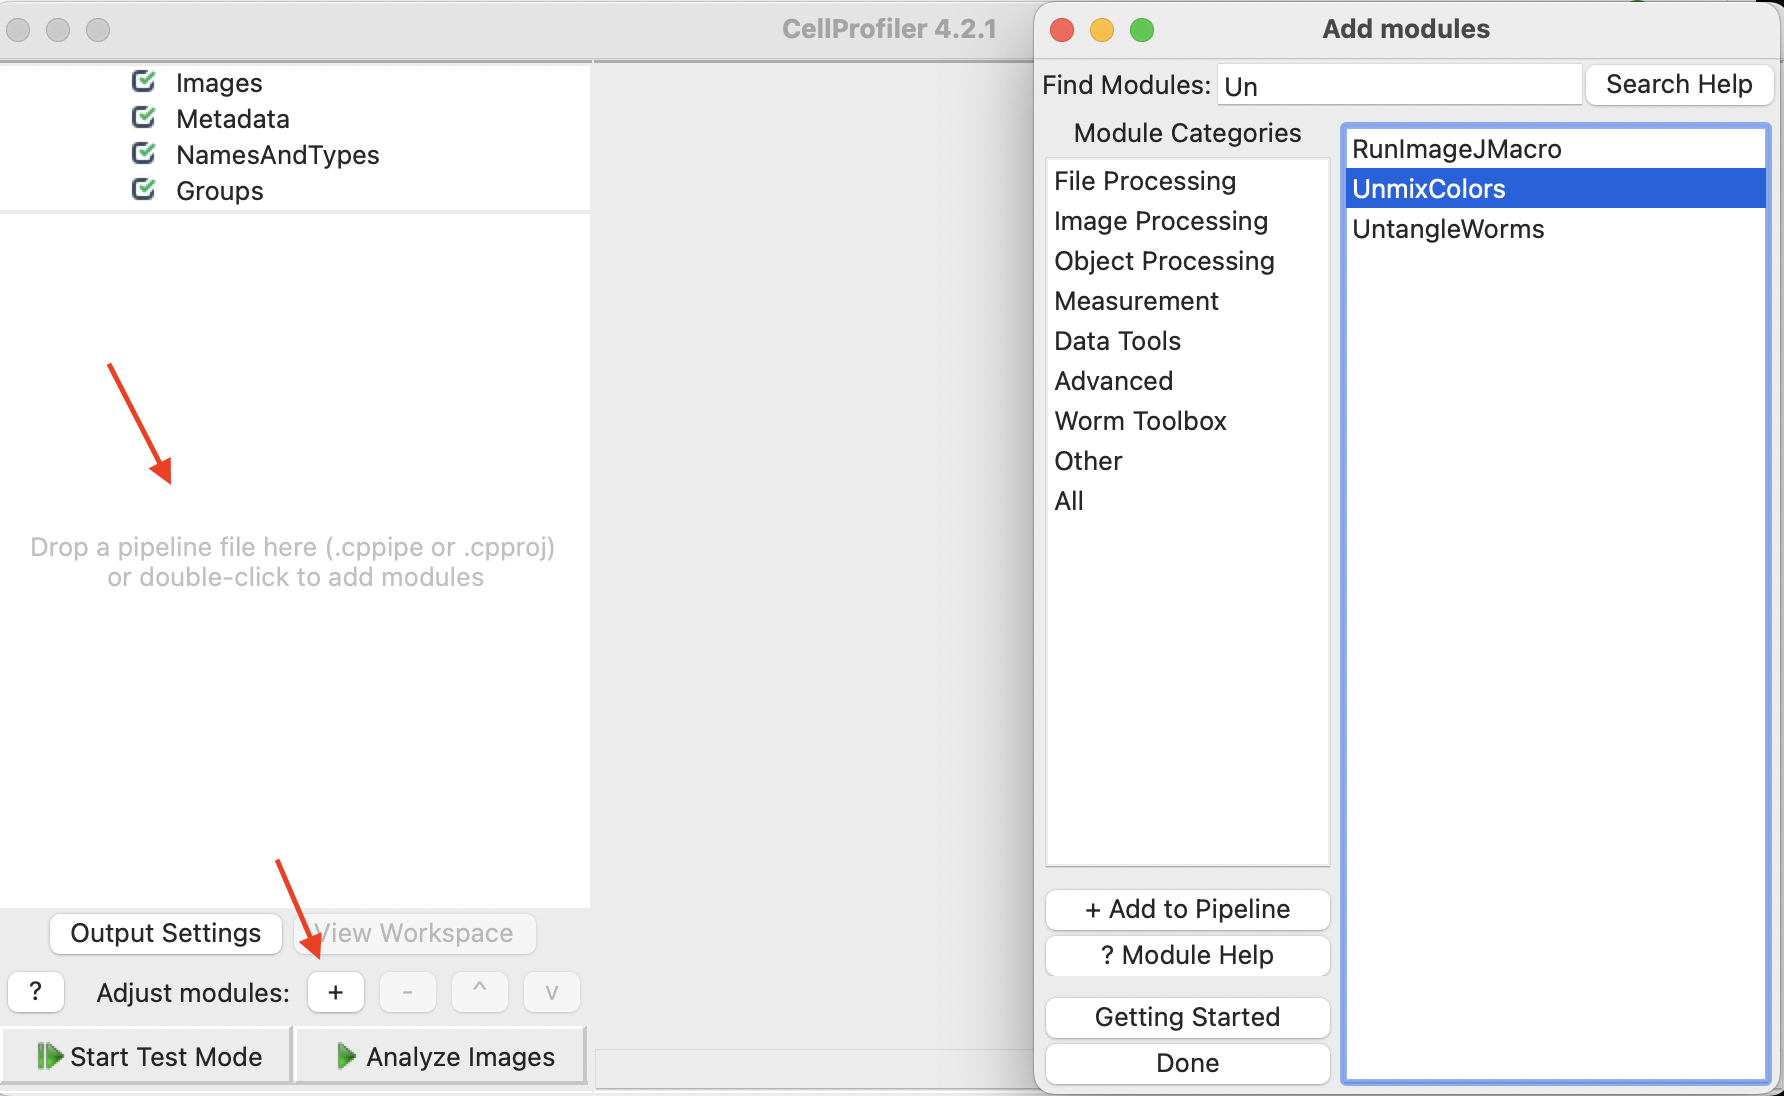 CellProfiler 4.2.1
Images
Metadata
NamesAndTypes
Groups
Drop a pipeline file here (.cppipe or .cpproj)
or double-click to add modules
Output Settings
View Workspace
?
Adjust modules:
+
-
^
v
Start Test Mode
Analyze Images
Add modules
Find Modules:
Un
Search Help
Module Categories
File Processing
Image Processing
Object Processing
Measurement
Data Tools
Advanced
Worm Toolbox
Other
All
RunImageJMacro
UnmixColors
UntangleWorms
+ Add to Pipeline
? Module Help
Getting Started
Done